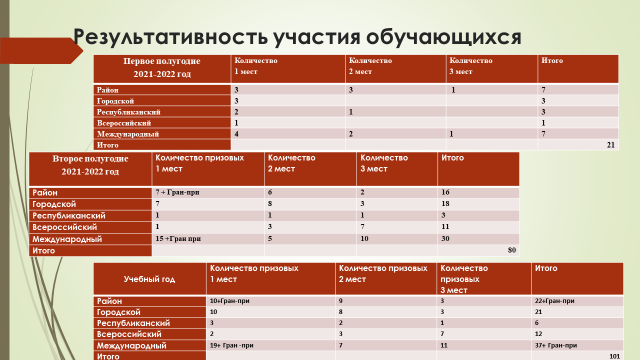 Результативность участия обучающихся
Первое полугодие 2021-2022 год Количество 1 мест Количество 2 мест Количество 3 мест Итого
Район 3 3 1 7
Городской 3 3
Республиканский 2 1 3
Всероссийский 1 1
Международный 4 2 1 7
Итого 21
Второе полугодие 2021-2022 год Количество призовых 1 мест Количество 2 мест Количество 3 мест Итого
Район 7 + Гран-при 6 2 16
Городской 7 8 3 18
Республиканский 1 1 1 3
Всероссийский 1 3 7 11
Международный 15 +Гран при 5 10 30
Итого 80
Учебный год Количество призовых 1 мест Количество призовых 2 мест Количество призовых 3 мест Итого
Район 10+Гран-при 9 3 22+Гран-при
Городской 10 8 3 21
Республиканский 3 2 1 6
Всероссийский 2 3 7 12
Международный 19+ Гран -при 7 11 37+ Гран-при
Итого 101